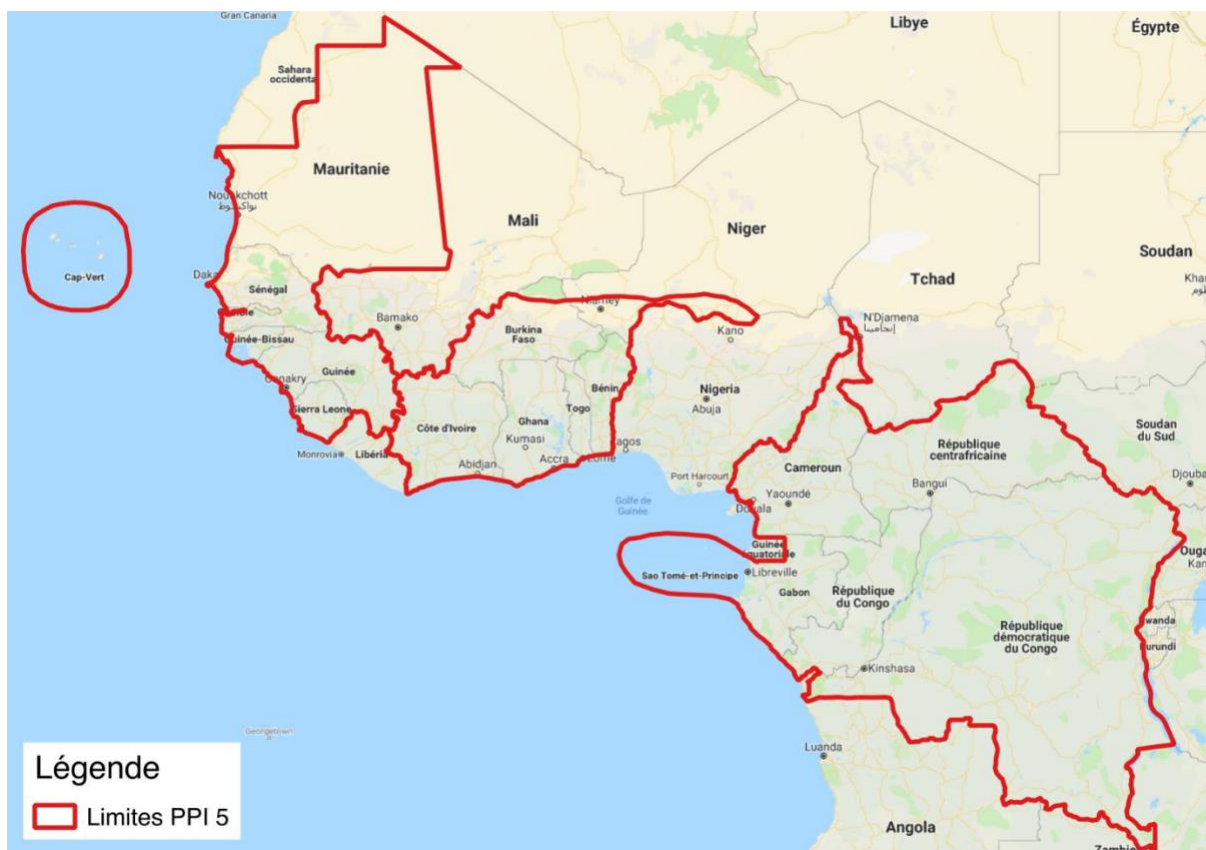 Gran Canaria
Libye
Égypte
Sahara
occidental
Mauritanie
Nouakchott
نواكشوط
Mali
Niger
Tchad
Soudan
Cap-Vert
Sénégal
Bamako
Niamey
N'Djamena
إنجامينا
Kano
Burkina
Faso
Guinée-Bissau
Guinée
Conakry
Sierra Leone
Bénin
Nigeria
Abuja
Togo
Ghana
Kumasi
Côte d'Ivoire
Monrovia
Libéria
Abidjan
Accra
Lomé
Lagos
Port Harcourt
Cameroun
République
centrafricaine
Soudan
du Sud
Bangui
Djouba
Golfe de
Guinée
Douala
Yaoundé
Guinée
équatoriale
Sao Tomé-et-Principe
Libreville
Gabon
République
du Congo
République
démocratique
du Congo
Kinshasa
Georgetown
Luanda
Angola
Légende
Limites PPI 5